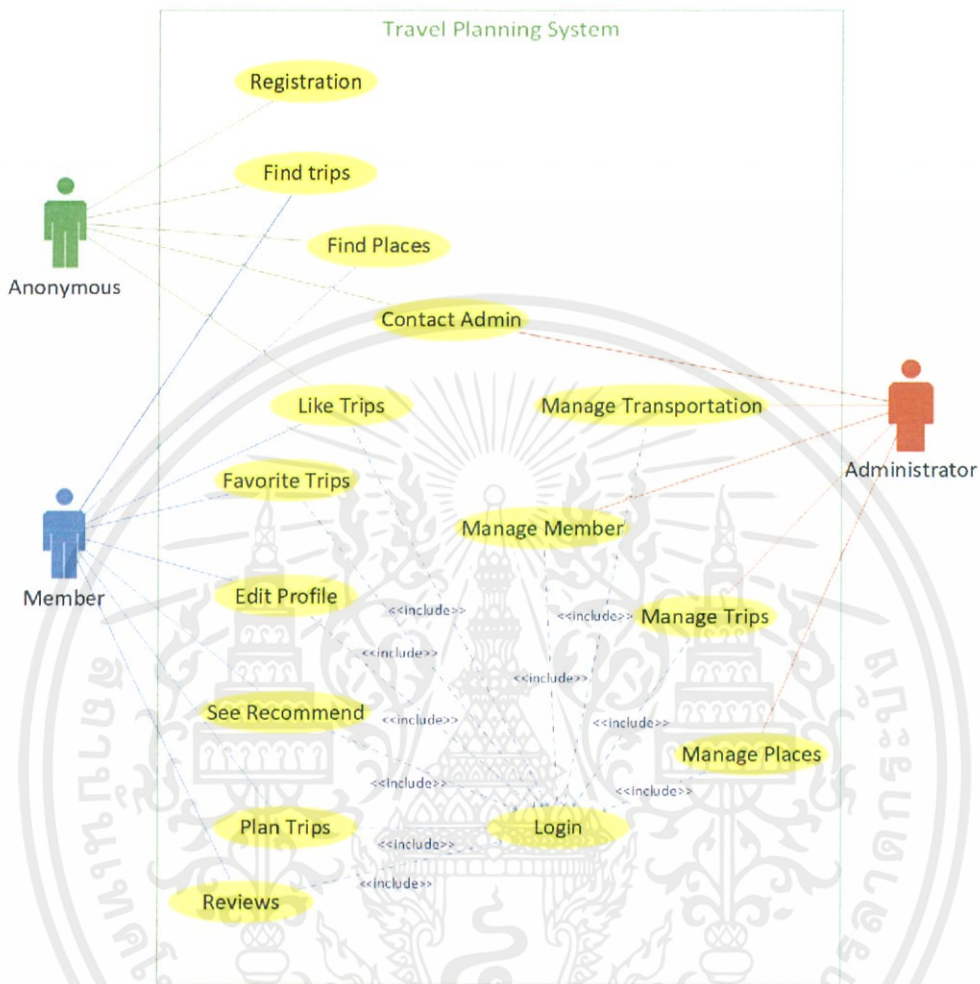 Travel Planning System
Registration
Find trips
Find Places
Anonymous
Contact Admin
Like Trips
Manage Transportation
Administrator
Favorite Trips
Manage Member
Member
Edit Profile
<<include>>
<<include>>
Manage Trips
<<include>>
<<include>>
See Recommend
<<include>>
<<include>>
Manage Places
<<include>>
<<include>>
Plan Trips
Login
<<include>>
<<include>>
Reviews